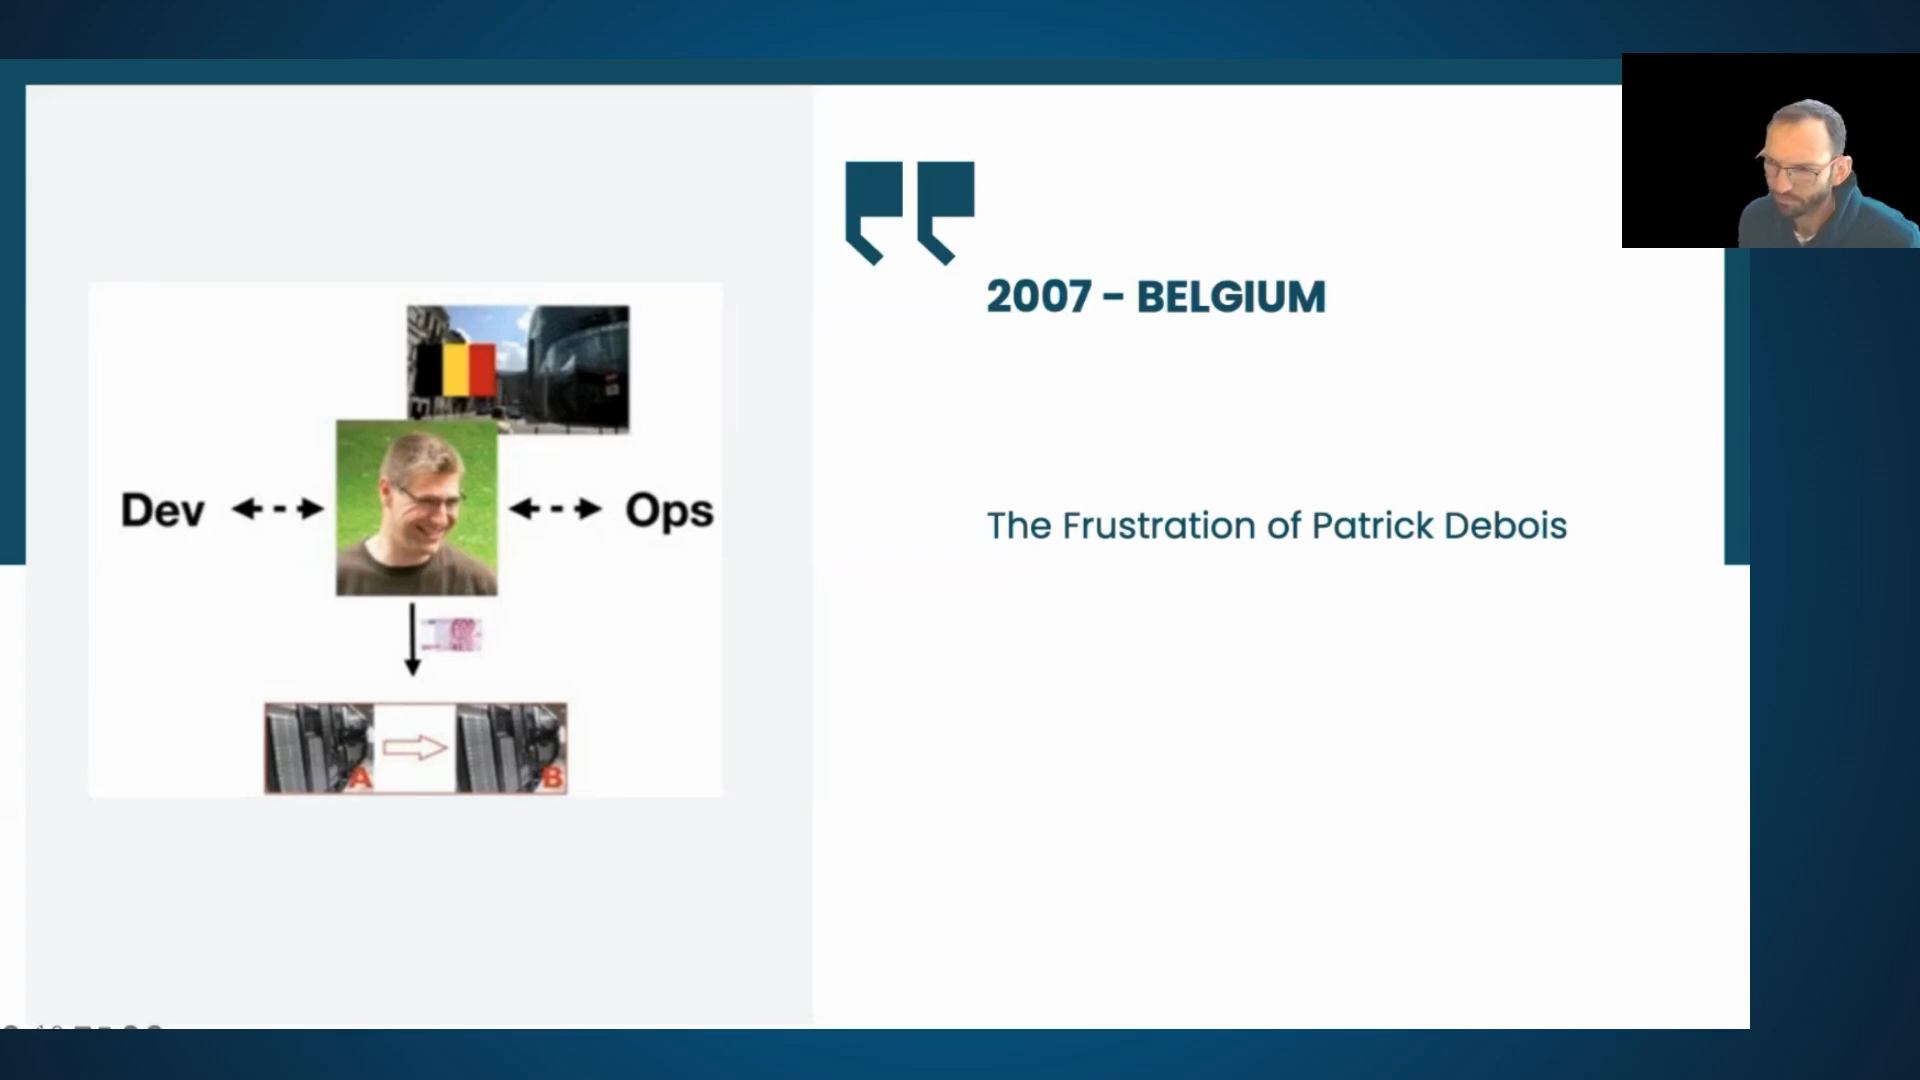 2007 - BELGIUM
The Frustration of Patrick Debois
Dev
Ops
A
B